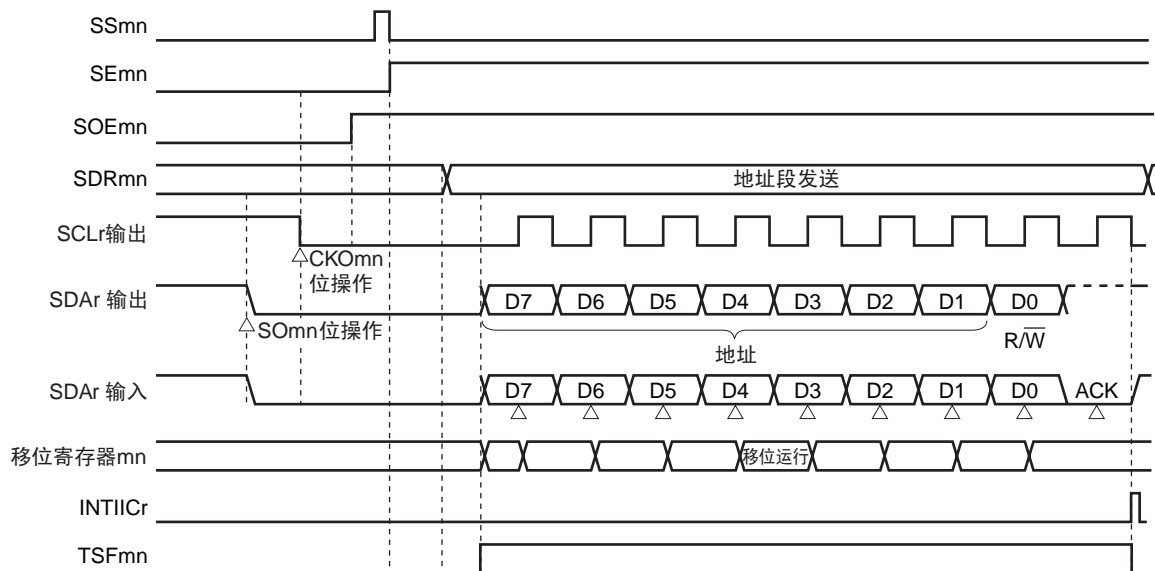 SSmn
SEmn
SOEmn
SDRmn
地址段发送
SCLr输出
CKOmn
位操作
SDAr 输出
D7 D6 D5 D4 D3 D2 D1 D0
SOmn位操作
地址
R/W̅
SDAr 输入
D7 D6 D5 D4 D3 D2 D1 D0 ACK
移位寄存器mn
移位运行
INTIICr
TSFmn